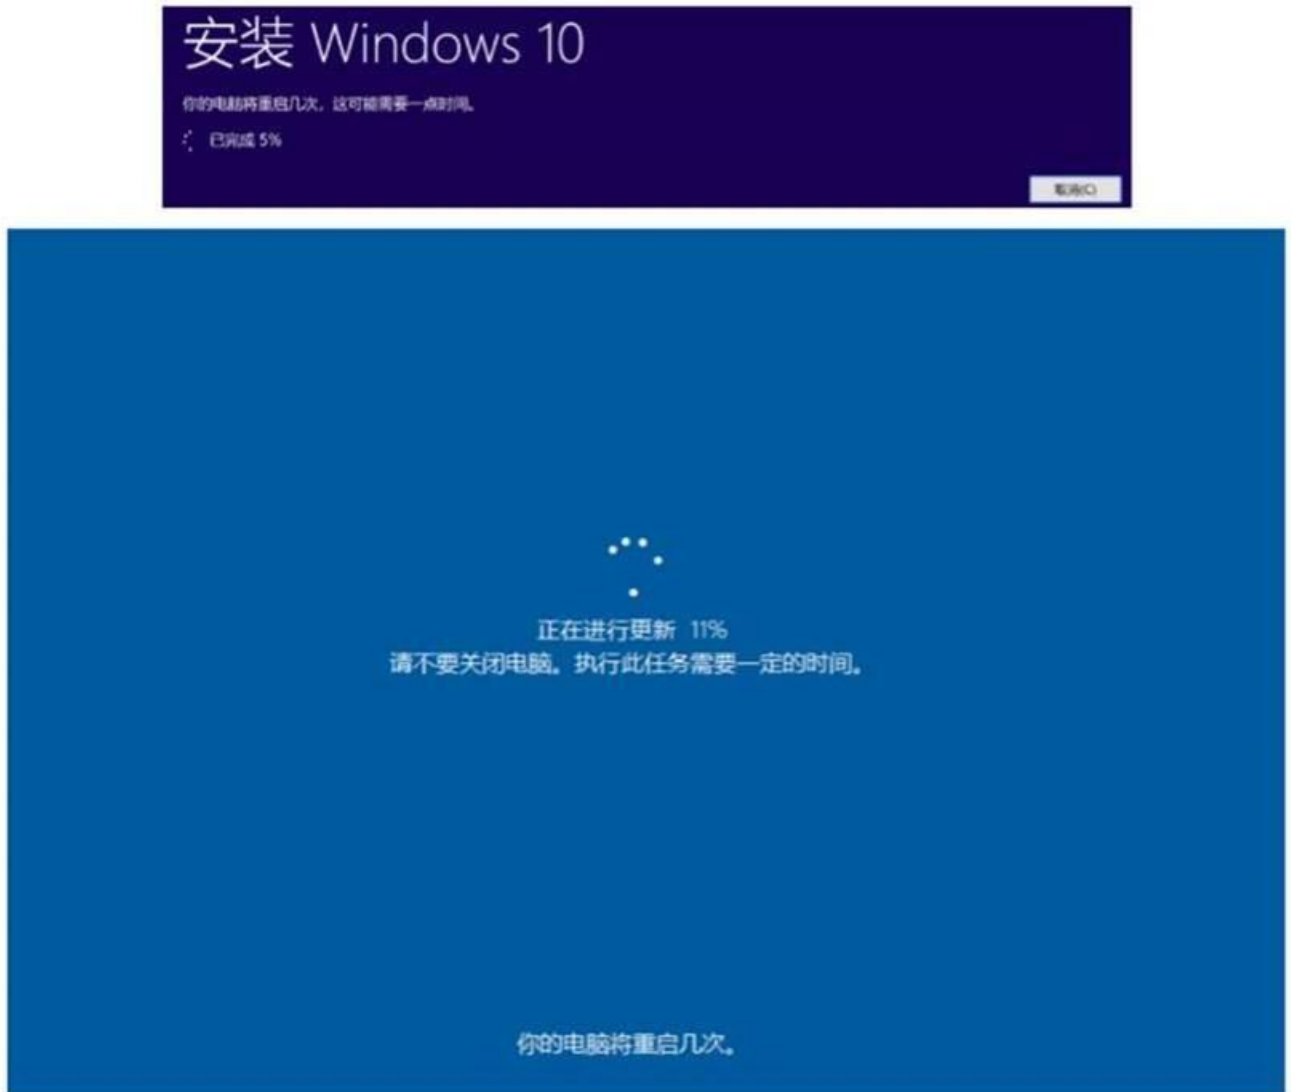 安装 Windows 10
你的电脑将重启几次，这可能需要一点时间。
已完成 5%
取消(C)
正在进行更新 11%
请不要关闭电脑。执行此任务需要一定的时间。
你的电脑将重启几次。